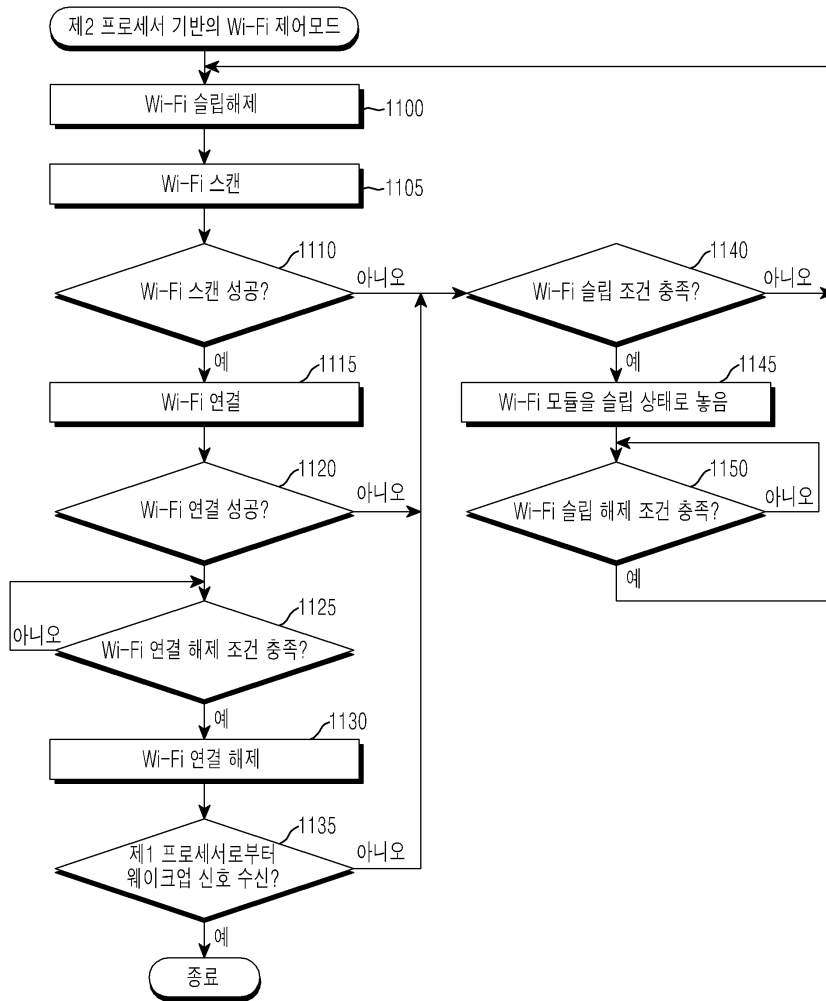 제2 프로세서 기반의 Wi-Fi 제어모드
Wi-Fi 슬립해제
1100
Wi-Fi 스캔
1105
1110
Wi-Fi 스캔 성공?
아니오
예
1115
Wi-Fi 연결
1120
Wi-Fi 연결 성공?
아니오
1125
Wi-Fi 연결 해제 조건 충족?
아니오
예
1130
Wi-Fi 연결 해제
1135
제1 프로세서로부터
웨이크업 신호 수신?
아니오
예
종료
1140
Wi-Fi 슬립 조건 충족?
아니오
예
1145
Wi-Fi 모듈을 슬립 상태로 놓음
1150
Wi-Fi 슬립 해제 조건 충족?
아니오
예